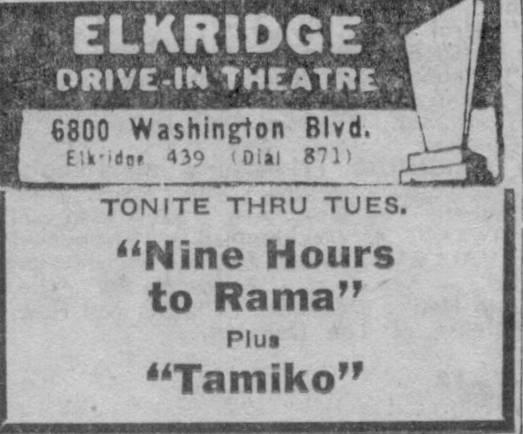 ELKRIDGE
DRIVE-IN THEATRE
6800 Washington Blvd.
Elkridge 439 (Dial 871)
TONITE THRU TUES.
“Nine Hours
to Rama”
Plus
“Tamiko”